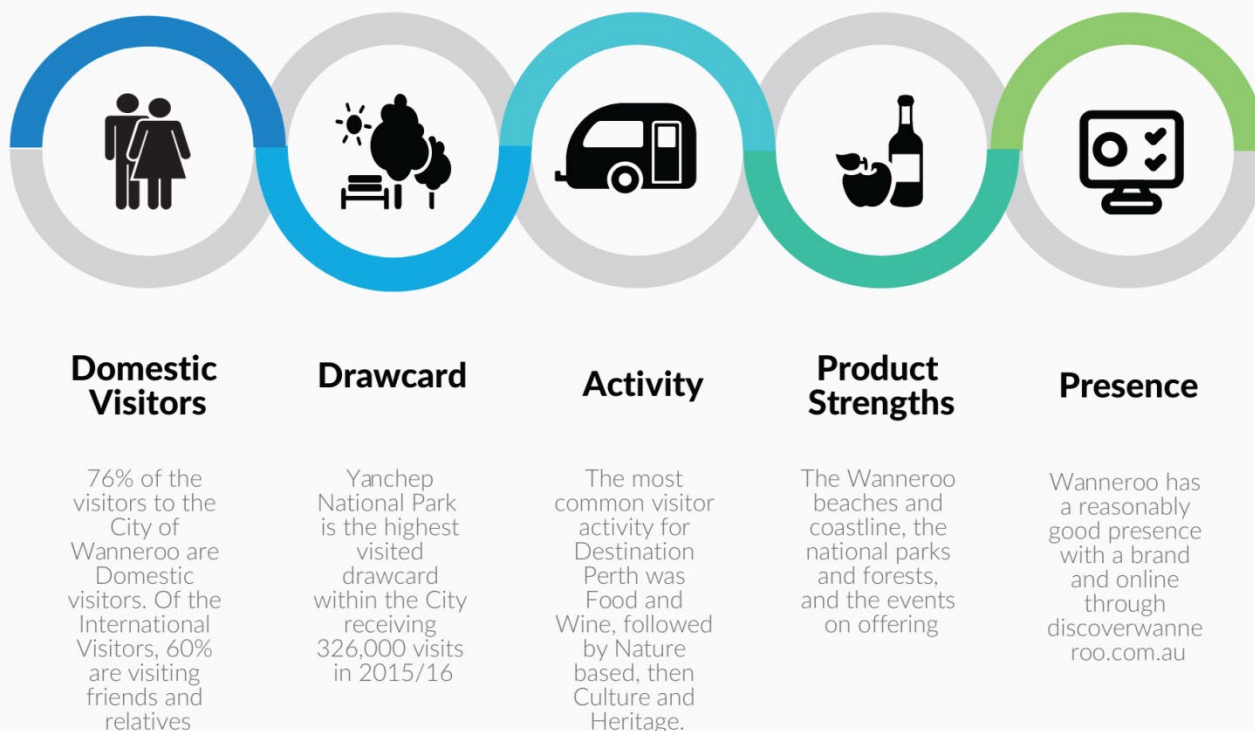 Domestic
Visitors
76% of the
visitors to the
City of
Wanneroo are
Domestic
visitors. Of the
International
Visitors, 60%
are visiting
friends and
relatives
Drawcard
Yanchep
National Park
is the highest
visited
drawcard
within the City
receiving
326,000 visits
in 2015/16
Activity
The most
common visitor
activity for
Destination
Perth was
Food and
Wine, followed
by Nature
based, then
Culture and
Heritage.
Product
Strengths
The Wanneroo
beaches and
coastline, the
national parks
and forests,
and the events
on offering
Presence
Wanneroo has
a reasonably
good presence
with a brand
and online
through
discoverwanne
roo.com.au